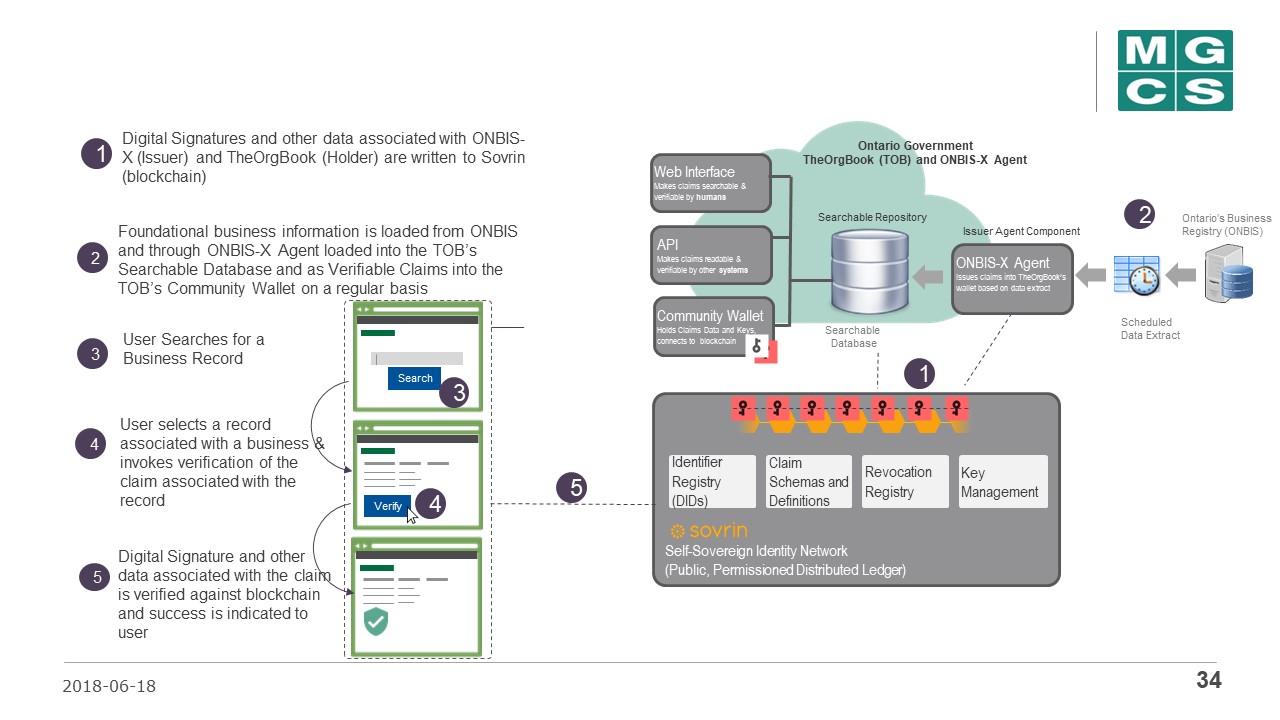 M G
C S
1
Digital Signatures and other data associated with ONBIS-
X (Issuer) and TheOrgBook (Holder) are written to Sovrin
(blockchain)
2
Foundational business information is loaded from ONBIS
and through ONBIS-X Agent loaded into the TOB's
Searchable Database and as Verifiable Claims into the
TOB's Community Wallet on a regular basis
3
User Searches for a
Business Record
4
User selects a record
associated with a business &
invokes verification of the
claim associated with the
record
5
Digital Signature and other
data associated with the claim
is verified against blockchain
and success is indicated to
user
Search
3
Verify
4
5
Ontario Government
TheOrgBook (TOB) and ONBIS-X Agent
Web Interface
Makes claims searchable &
verifiable by humans
API
Makes claims readable &
verifiable by other systems
Community Wallet
Holds Claims Data and Keys,
connects to blockchain
Searchable Repository
Searchable
Database
Issuer Agent Component
ONBIS-X Agent
Issues claims into TheOrgBook's
wallet based on data extract
2
Ontario's Business
Registry (ONBIS)
Scheduled
Data Extract
1
Identifier
Registry
(DIDs)
Claim
Schemas and
Definitions
Revocation
Registry
Key
Management
sovrin
Self-Sovereign Identity Network
(Public, Permissioned Distributed Ledger)
2018-06-18
34